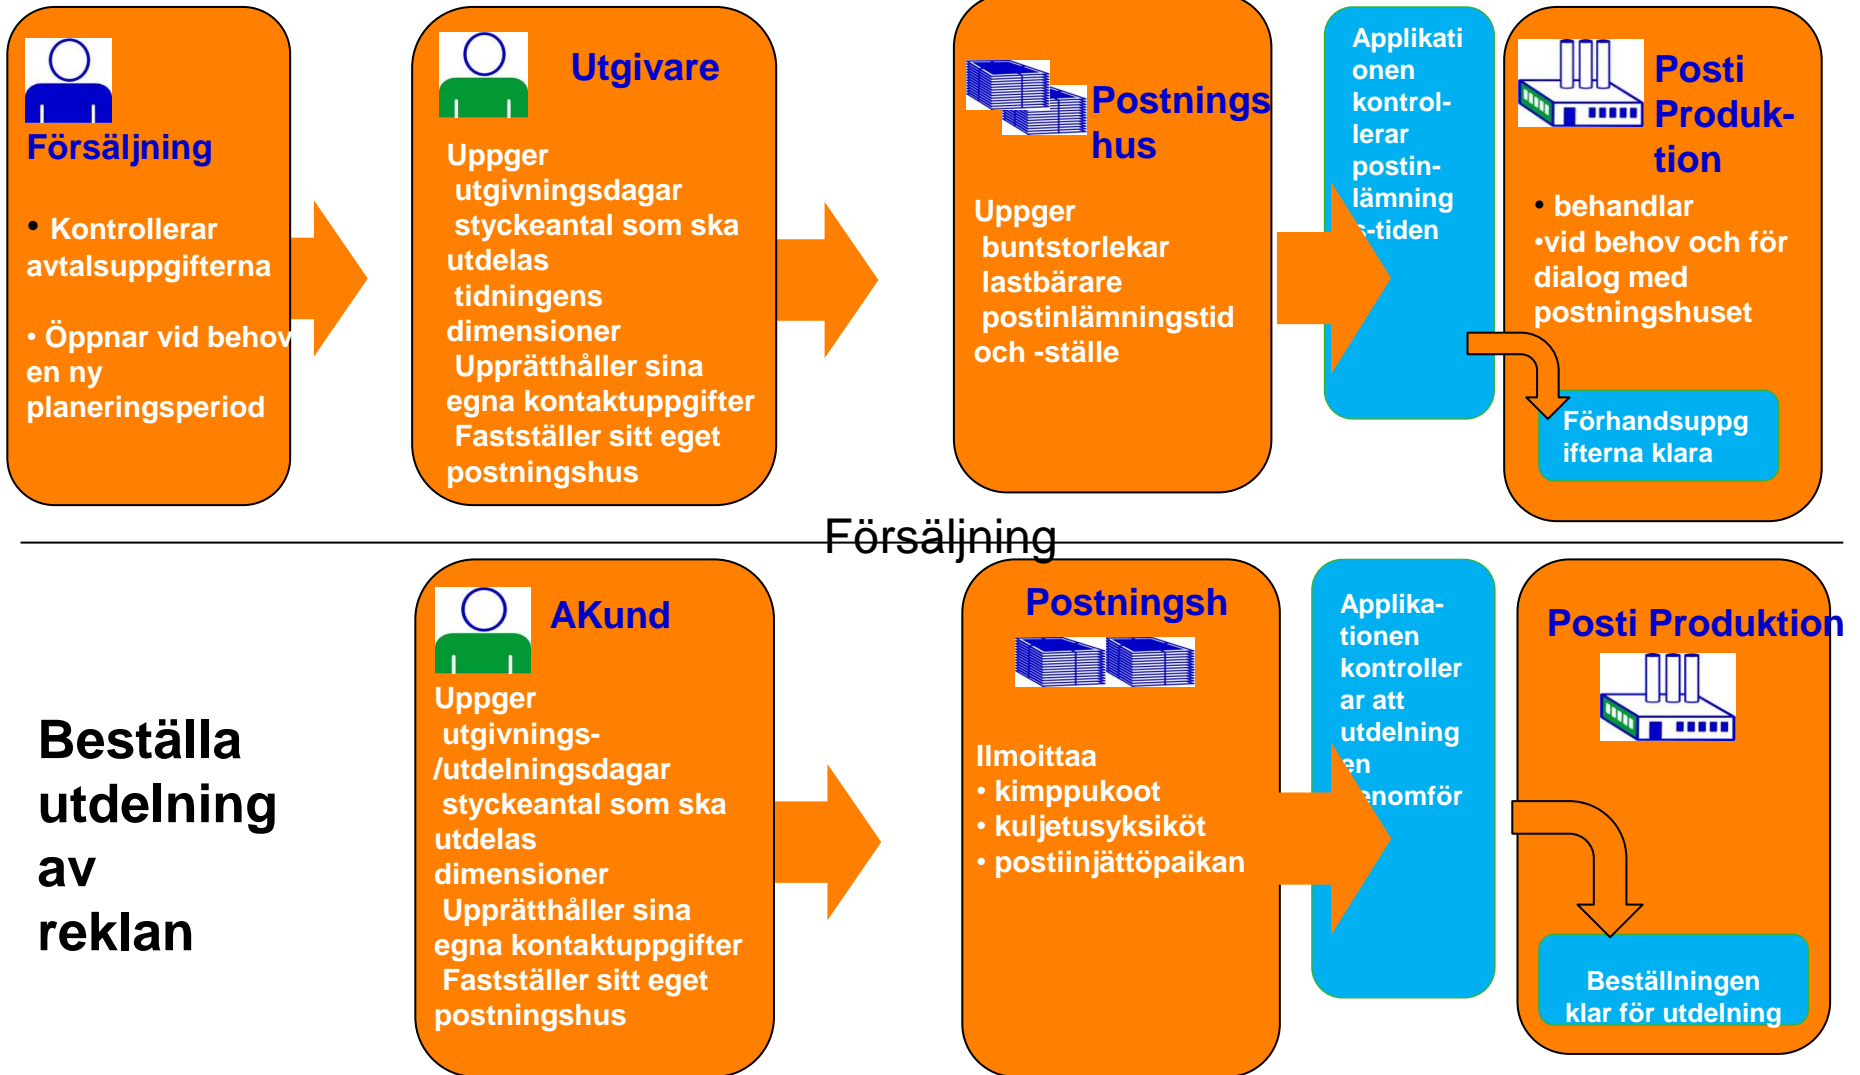 Försäljning
• Kontrollerar
avtalsuppgifterna
• Öppnar vid behov
en ny
planeringsperiod
Utgivare
Uppger
utgivningsdagar
styckeantal som ska
utdelas
tidningens
dimensioner
Upprätthåller sina
egna kontaktuppgifter
Fastställer sitt eget
postningshus
Postnings
hus
Uppger
buntstorlekar
lastbärare
postinlämningstid
och -ställe
Applikati
onen
kontrol-
lerar
postin-
lämning
s-tiden
Posti
Produk-
tion
• behandlar
•vid behov och för
dialog med
postningshuset
Förhandsuppg
ifterna klara
Försäljning
Beställa
utdelning
av
reklan
AKund
Uppger
utgivnings-
/utdelningsdagar
styckeantal som ska
utdelas
dimensioner
Upprätthåller sina
egna kontaktuppgifter
Fastställer sitt eget
postningshus
Postningsh
Ilmoittaa
• kimppukoot
• kuljetusyksiköt
• postiinjättöpaikan
Applika-
tionen
kontroller
ar att
utdelning
en
genomför
Posti Produktion
Beställningen
klar för utdelning